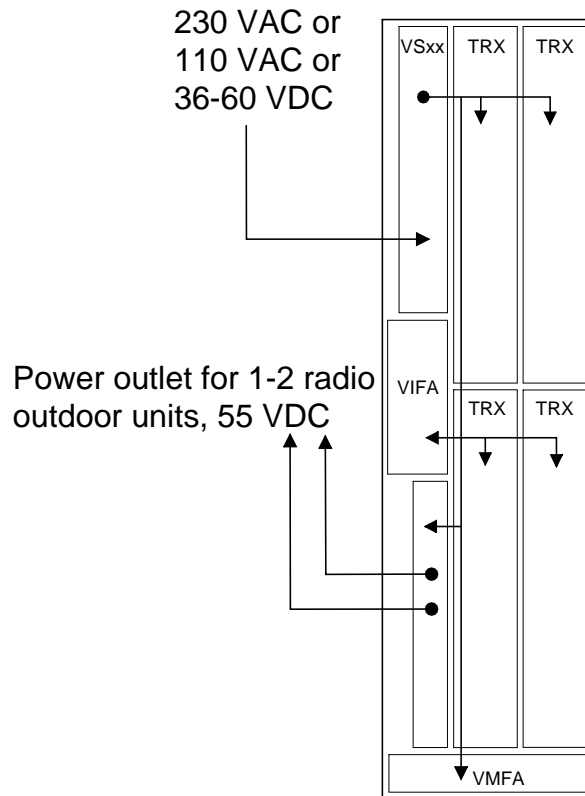 230 VAC or
110 VAC or
36-60 VDC
VSxx
TRX
TRX
Power outlet for 1-2 radio
outdoor units, 55 VDC
VIFA
TRX
TRX
VMFA